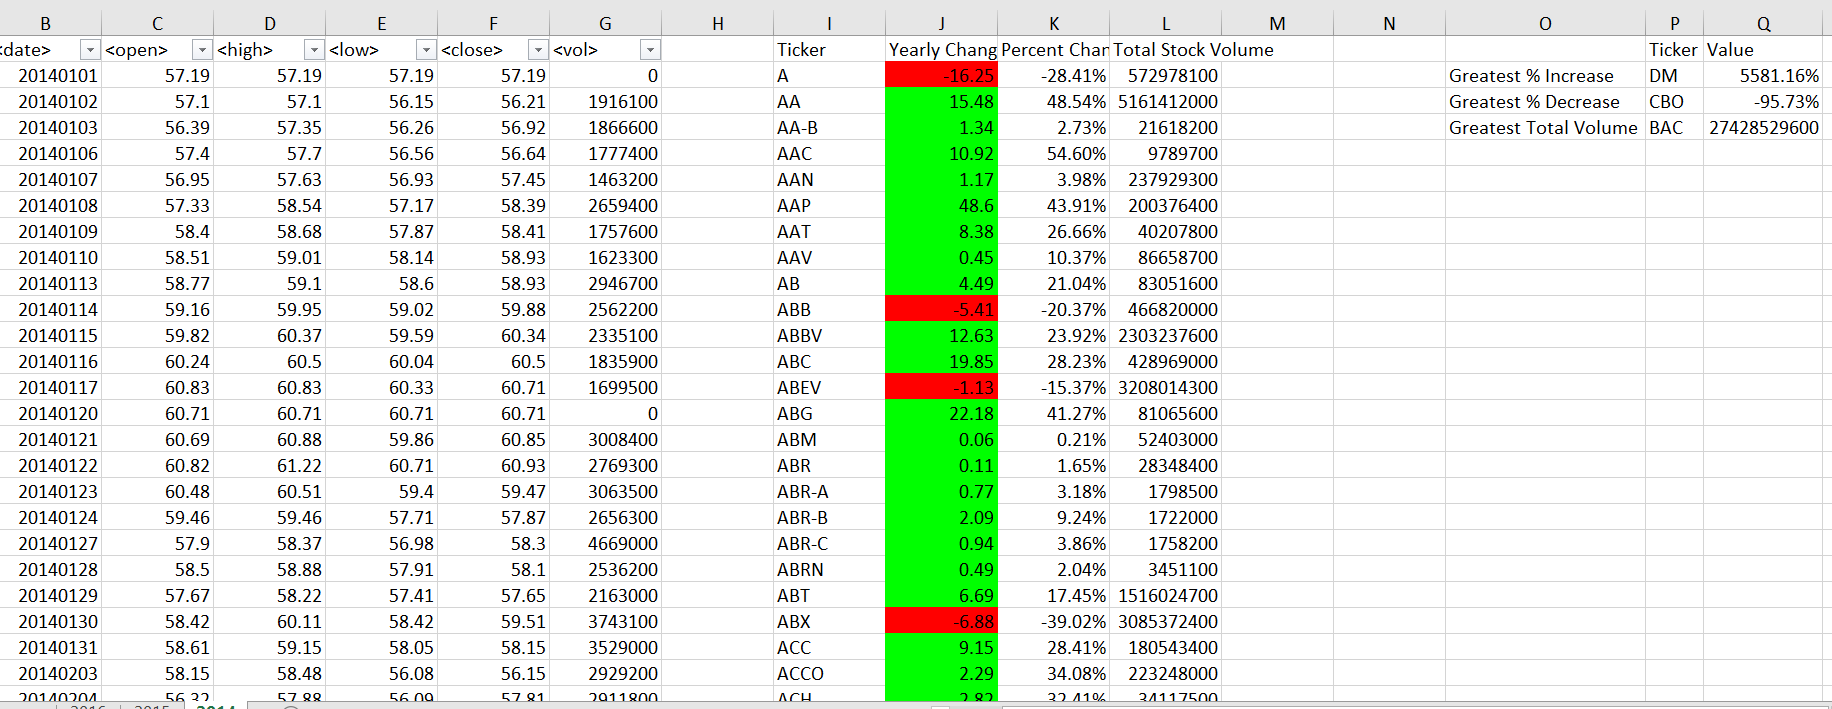 B C D E F G H I J K L M N O P Q
<date> <open> <high> <low> <close> <vol> Ticker Yearly Chang Percent Char Total Stock Volume Ticker Value
20140101 57.19 57.19 57.19 57.19 0 A -16.25 -28.41% 572978100 Greatest % Increase DM 5581.16%
20140102 57.1 57.1 56.15 56.21 1916100 AA 15.48 48.54% 5161412000 Greatest % Decrease CBO -95.73%
20140103 56.39 57.35 56.26 56.92 1866600 AA-B 1.34 2.73% 21618200 Greatest Total Volume BAC 27428529600
20140106 57.4 57.7 56.56 56.64 1777400 AAC 10.92 54.60% 9789700
20140107 56.95 57.63 56.93 57.45 1463200 AAN 1.17 3.98% 237929300
20140108 57.33 58.54 57.17 58.39 2659400 AAP 48.6 43.91% 200376400
20140109 58.4 58.68 57.87 58.41 1757600 AAT 8.38 26.66% 40207800
20140110 58.51 59.01 58.14 58.93 1623300 AAV 0.45 10.37% 86658700
20140113 58.77 59.1 58.6 58.93 2946700 AB 4.49 21.04% 83051600
20140114 59.16 59.95 59.02 59.88 2562200 ABB -5.41 -20.37% 466820000
20140115 59.82 60.37 59.59 60.34 2335100 ABBV 12.63 23.92% 2303237600
20140116 60.24 60.5 60.04 60.5 1835900 ABC 19.85 28.23% 428969000
20140117 60.83 60.83 60.33 60.71 1699500 ABEV -1.13 -15.37% 3208014300
20140120 60.71 60.71 60.71 60.71 0 ABG 22.18 41.27% 81065600
20140121 60.69 60.88 59.86 60.85 3008400 ABM 0.06 0.21% 52403000
20140122 60.82 61.22 60.71 60.93 2769300 ABR 0.11 1.65% 28348400
20140123 60.48 60.51 59.4 59.47 3063500 ABR-A 0.77 3.18% 1798500
20140124 59.46 59.46 57.71 57.87 2656300 ABR-B 2.09 9.24% 1722000
20140127 57.9 58.37 56.98 58.3 4669000 ABR-C 0.94 3.86% 1758200
20140128 58.5 58.88 57.91 58.1 2536200 ABRN 0.49 2.04% 3451100
20140129 57.67 58.22 57.41 57.65 2163000 ABT 6.69 17.45% 1516024700
20140130 58.42 60.11 58.42 59.51 3743100 ABX -6.88 -39.02% 3085372400
20140131 58.61 59.15 58.05 58.15 3529000 ACC 9.15 28.41% 180543400
20140203 58.15 58.48 56.08 56.15 2929200 ACCO 2.29 34.08% 223248000
20140204 56.32 57.88 56.09 57.81 2911800 ACH 2.82 32.41% 34117500
2016 2015 2014